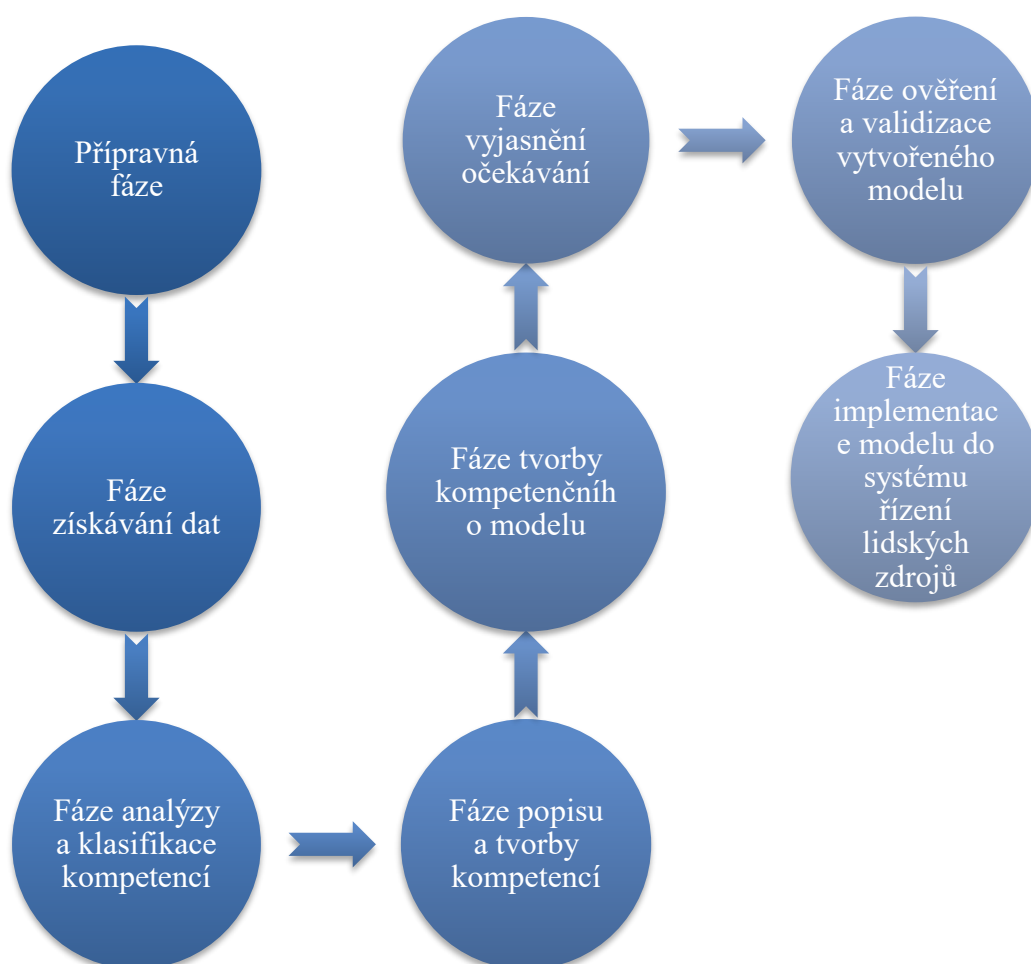 Přípravná
fáze
Fáze
získávání dat
Fáze analýzy
a klasifikace
kompetencí
Fáze popisu
a tvorby
kompetencí
Fáze tvorby
kompetenčníh
o modelu
Fáze
vyjasnění
očekávání
Fáze ověření
a validizace
vytvořeného
modelu
Fáze
implementac
e modelu do
systému
řízení
lidských
zdrojů